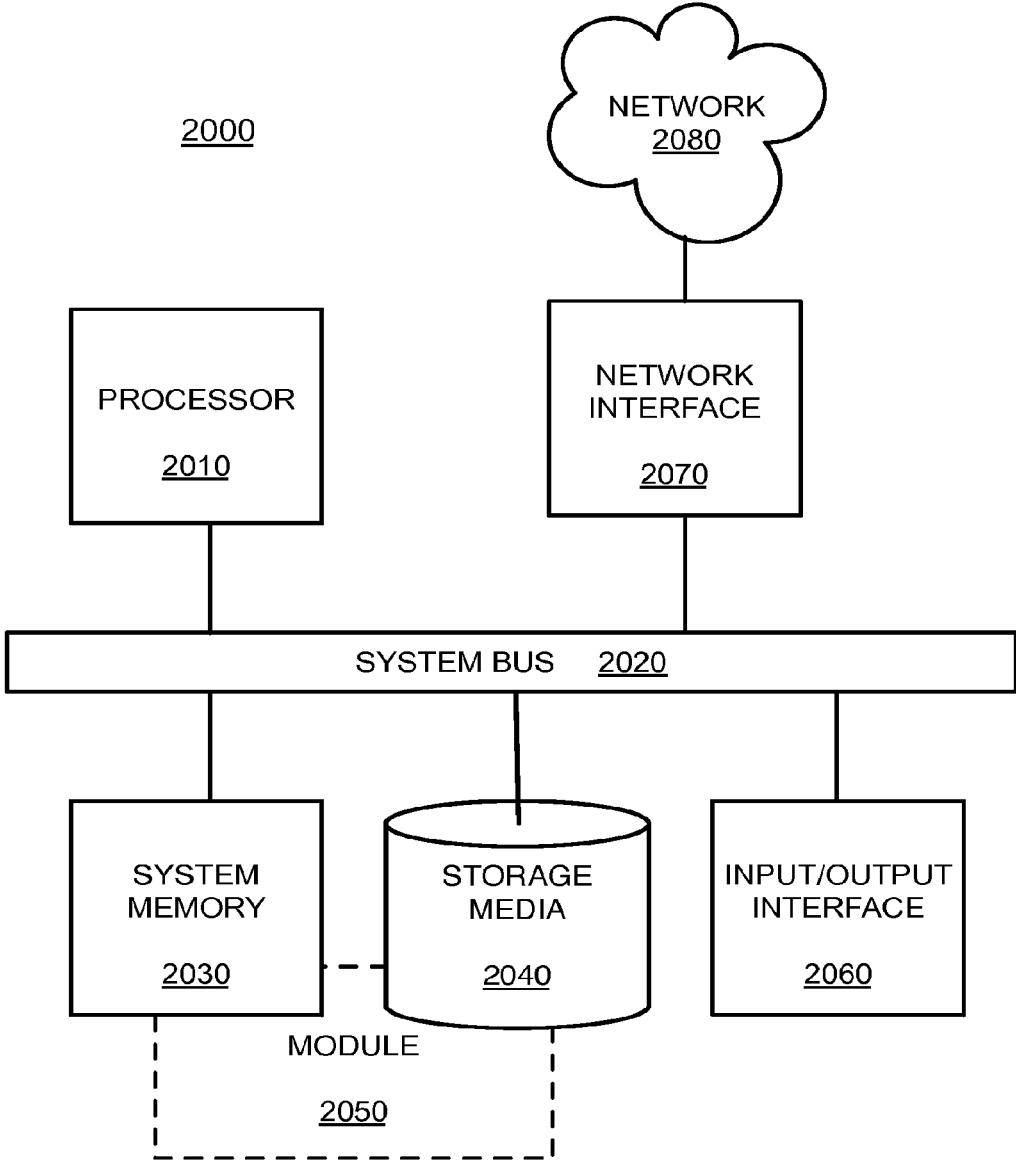 2000
NETWORK
2080
PROCESSOR
2010
NETWORK
INTERFACE
2070
SYSTEM BUS 2020
SYSTEM
MEMORY
2030
STORAGE
MEDIA
2040
INPUT/OUTPUT
INTERFACE
2060
MODULE
2050